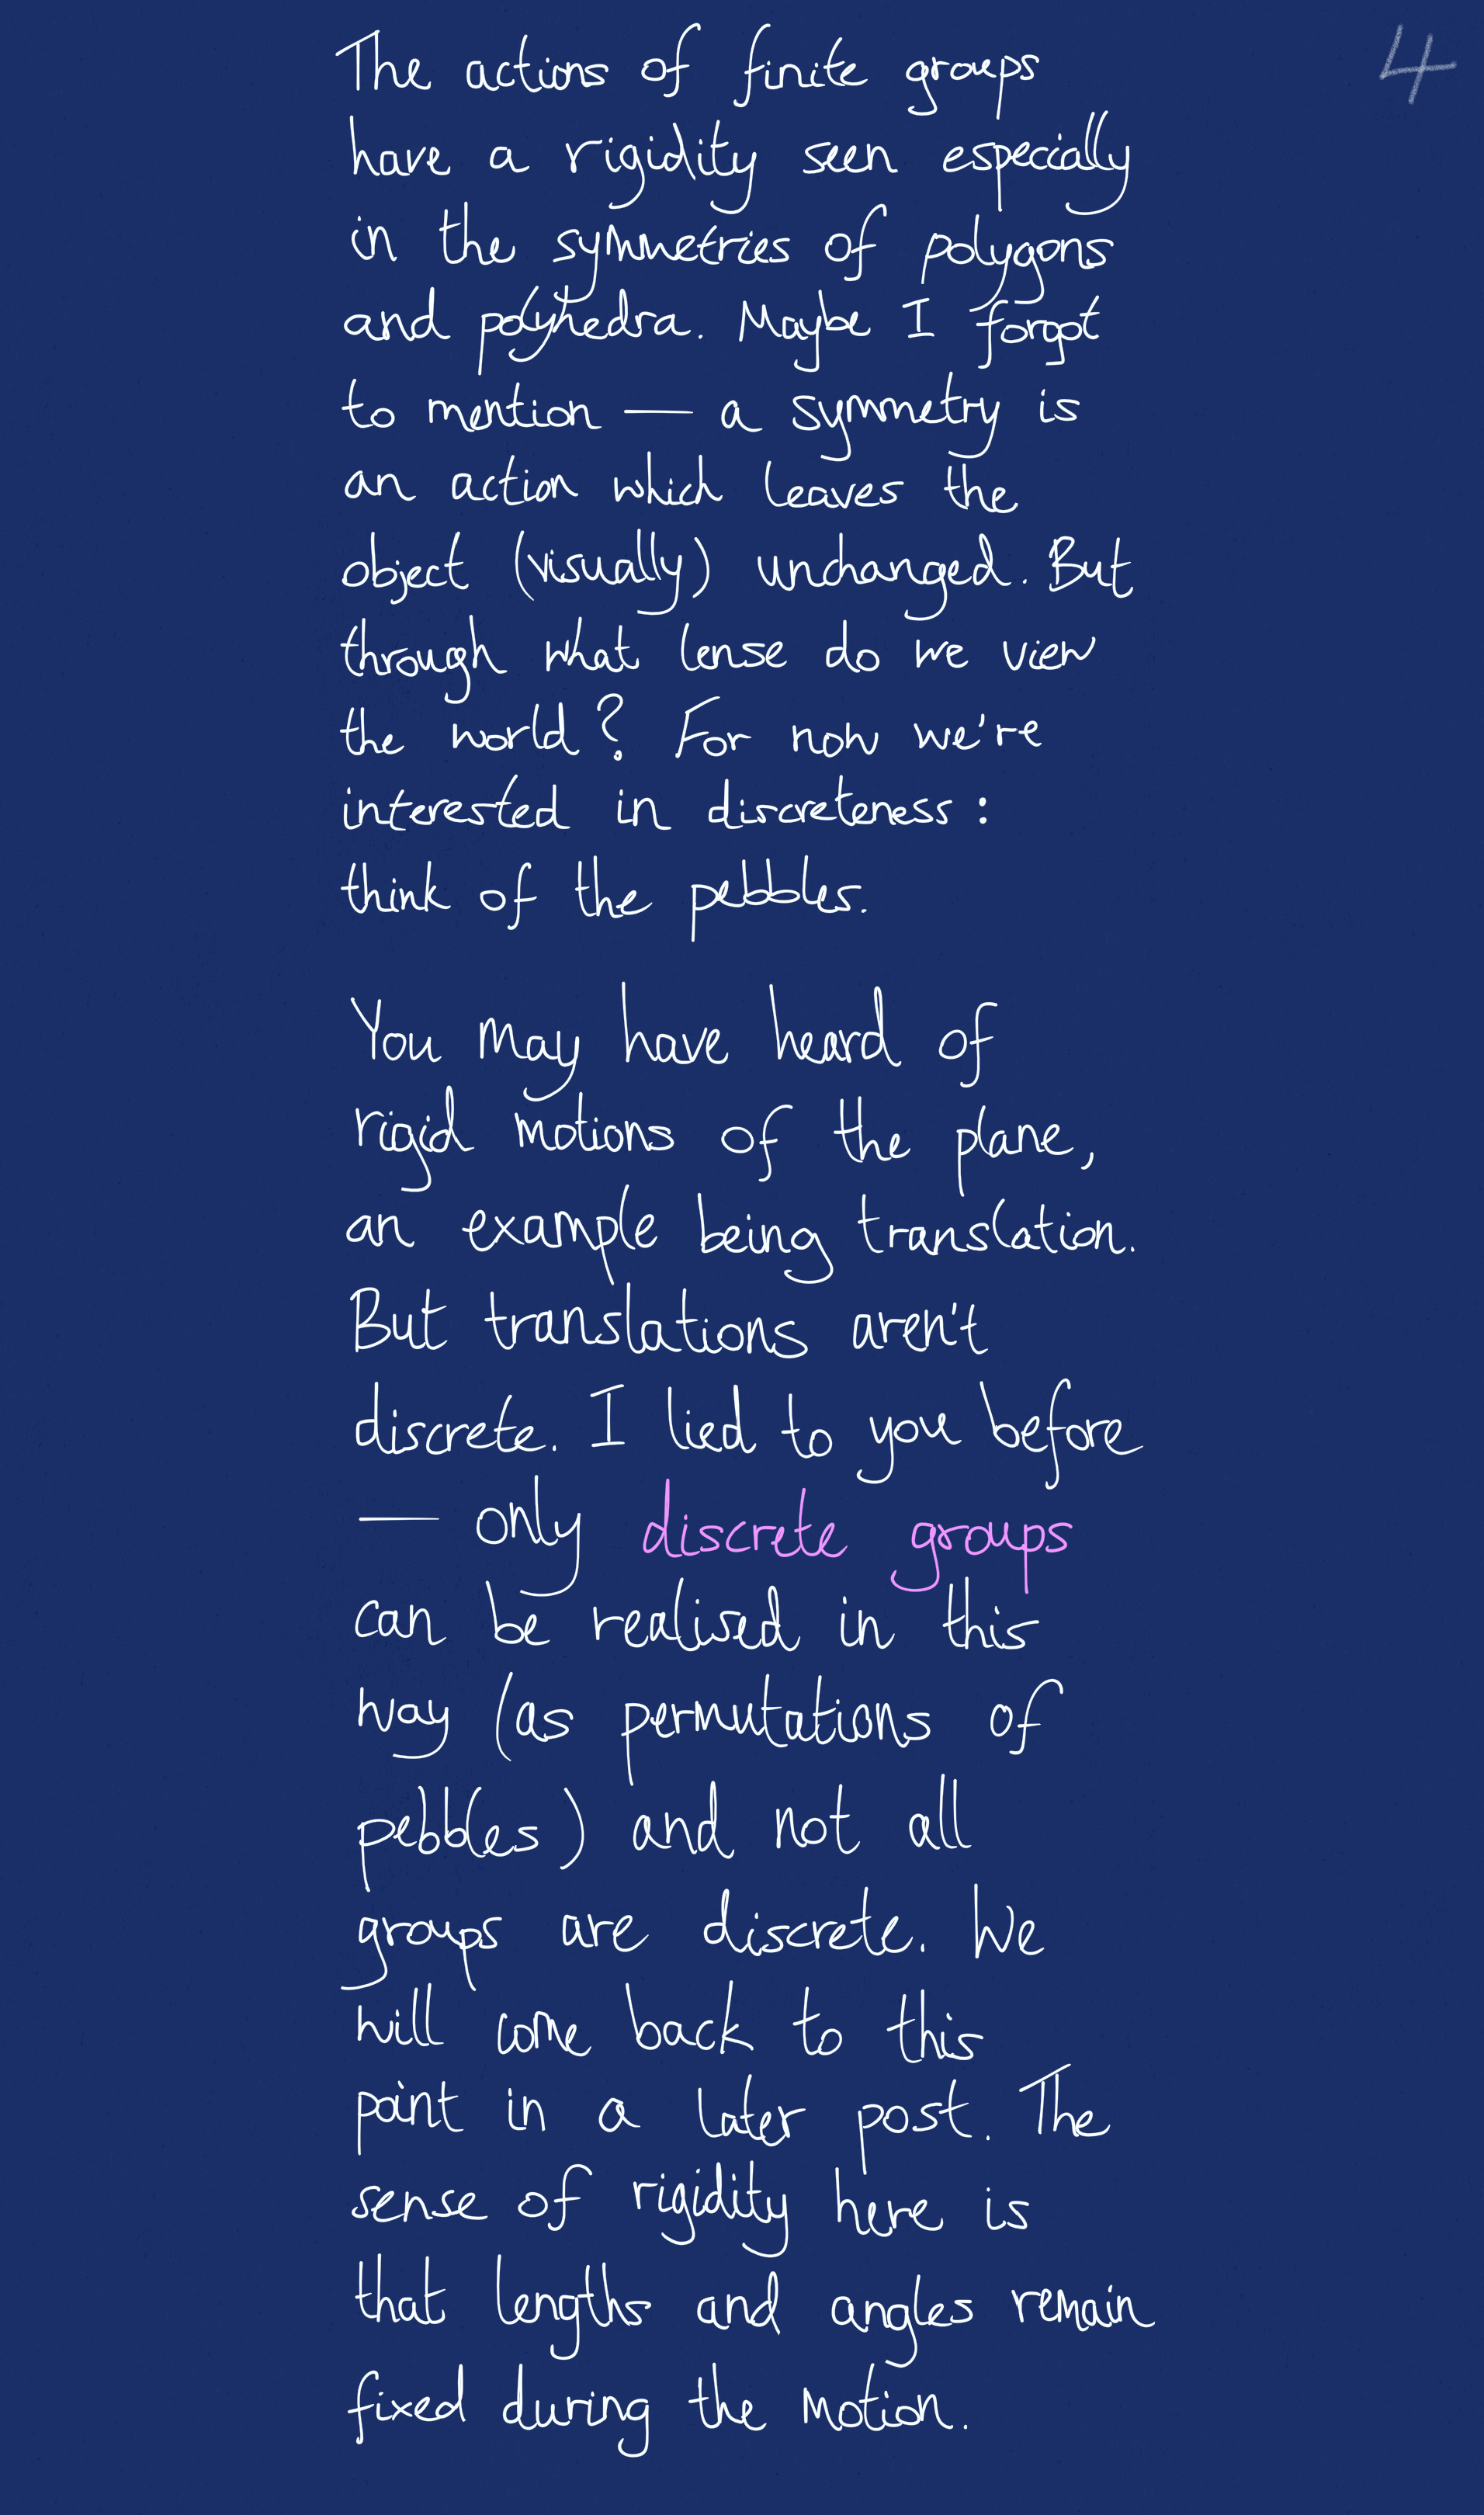 4
The actions of finite groups
have a rigidity seen especially
in the symmetries of polygons
and polyhedra. Maybe I forgot
to mention — a symmetry is
an action which leaves the
object (visually) unchanged. But
through what lense do we view
the world? For now we're
interested in discreteness :
think of the pebbles.
You may have heard of
rigid motions of the plane,
an example being translation.
But translations aren't
discrete. I lied to you before
— only discrete groups
can be realised in this
way (as permutations of
pebbles) and not all
groups are discrete. We
will come back to this
point in a later post. The
sense of rigidity here is
that lengths and angles remain
fixed during the motion.